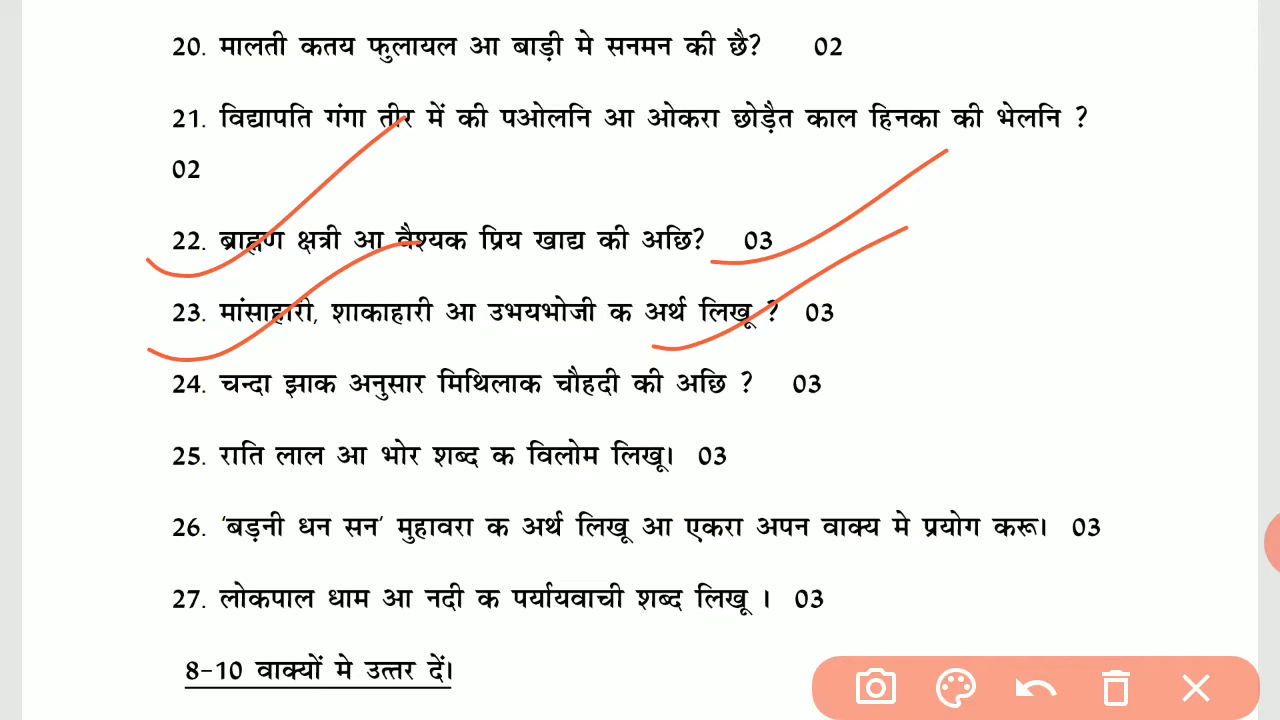 20. मालती कतय फुलायल आ बाड़ी मे सनमन की छै? 02
21. विद्यापति गंगा तीर में की पओलनि आ ओकरा छोड़ैत काल हिनका की भेलनि ?
02
22. ब्राह्मण क्षत्री आ वैश्यक प्रिय खाद्य की अछि? 03
23. मांसाहारी, शाकाहारी आ उभयभोजी क अर्थ लिखू ? 03
24. चन्दा झाक अनुसार मिथिलाक चौहदी की अछि ? 03
25. राति लाल आ भोर शब्द क विलोम लिखू। 03
26. 'बड़नी धन सन' मुहावरा क अर्थ लिखू आ एकरा अपन वाक्य मे प्रयोग करू। 03
27. लोकपाल धाम आ नदी क पर्यायवाची शब्द लिखू । 03
8-10 वाक्यों मे उत्तर दें।